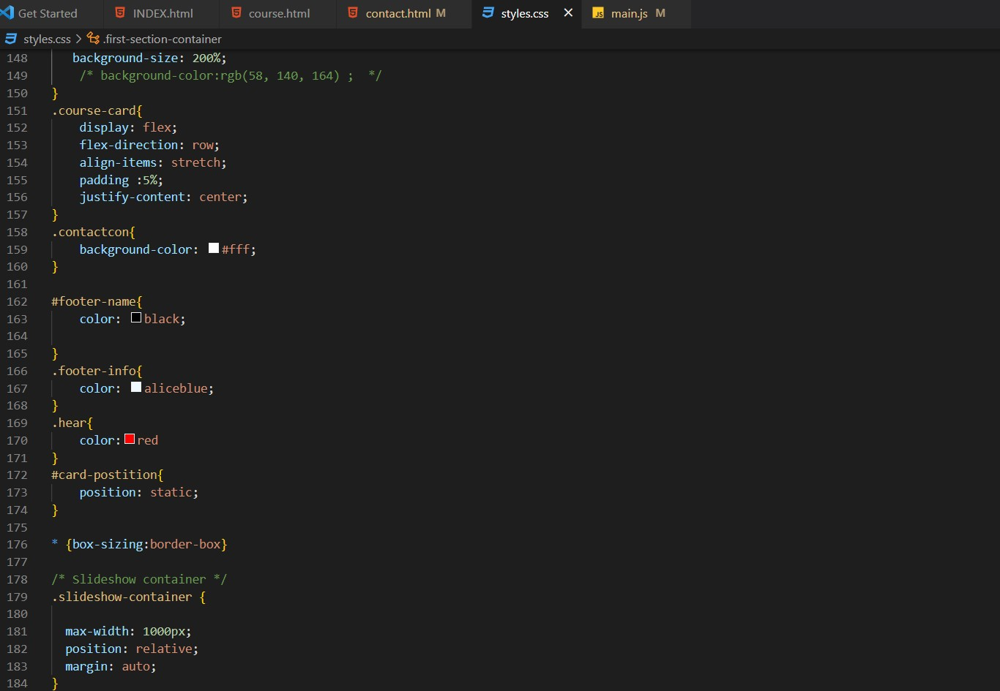 Get Started INDEX.html course.html contact.html M styles.css × main.js M
styles.css > .first-section-container
148 background-size: 200%;
149 /* background-color:rgb(58, 140, 164) ;  */
150 }
151 .course-card{
152 display: flex;
153 flex-direction: row;
154 align-items: stretch;
155 padding :5%;
156 justify-content: center;
157 }
158 .contactcon{
159 background-color: #fff;
160 }
161
162 #footer-name{
163 color: black;
164
165 }
166 .footer-info{
167 color: aliceblue;
168 }
169 .hear{
170 color:red
171 }
172 #card-postition{
173 position: static;
174 }
175
176 * {box-sizing:border-box}
177
178 /* Slideshow container */
179 .slideshow-container {
180
181 max-width: 1000px;
182 position: relative;
183 margin: auto;
184 }